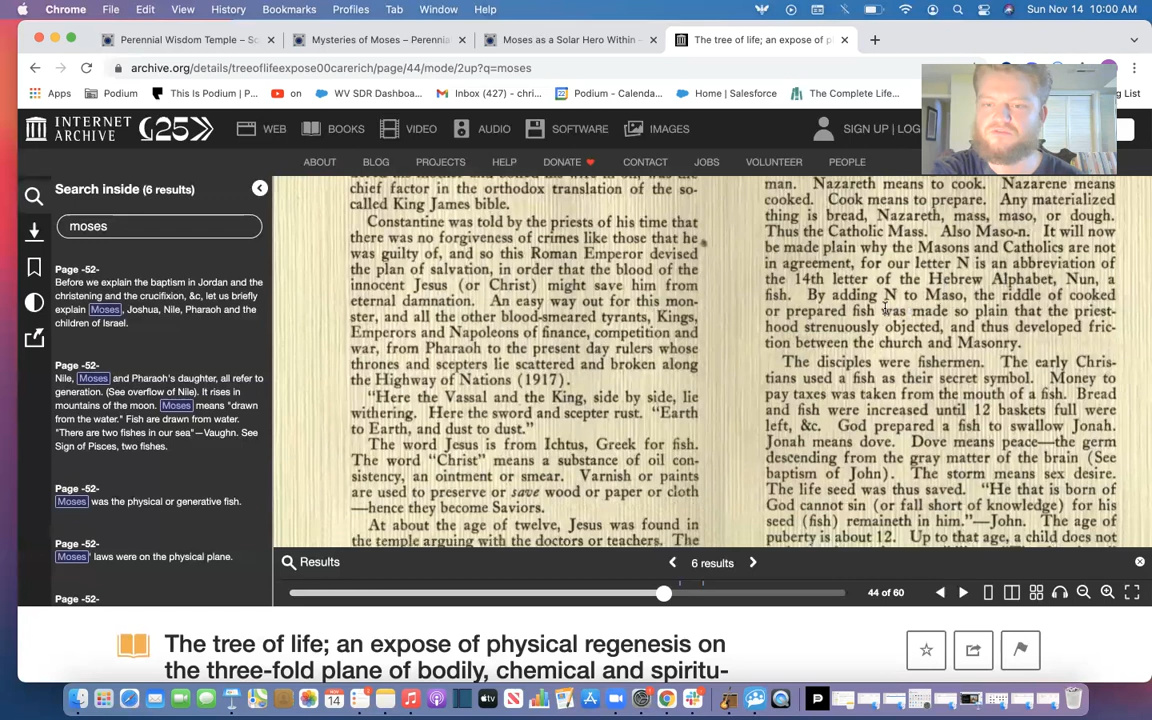 Chrome File Edit View History Bookmarks Profiles Tab Window Help Sun Nov 14 10:00 AM
Perennial Wisdom Temple – Sc
Mysteries of Moses – Perennia
Moses as a Solar Hero Within –
The tree of life; an expose of p
archive.org/details/treeoflifeexpose00carerich/page/44/mode/2up?q=moses
Apps Podium This Is Podium | P... on WV SDR Dashboa... Inbox (427) - chri... Podium - Calenda... Home | Salesforce The Complete Life... List
INTERNET ARCHIVE 25 WEB BOOKS VIDEO AUDIO SOFTWARE IMAGES SIGN UP | LOG
ABOUT BLOG PROJECTS HELP DONATE CONTACT JOBS VOLUNTEER PEOPLE
Search inside (6 results)
moses
Page -52-
Before we explain the baptism in Jordan and the
christening and the crucifixion, &c, let us briefly
explain Moses, Joshua, Nile, Pharaoh and the
children of Israel.
Page -52-
Nile, Moses and Pharaoh's daughter, all refer to
generation. (See overflow of Nile). It rises in
mountains of the moon. Moses means "drawn
from the water." Fish are drawn from water.
"There are two fishes in our sea"—Vaughn. See
Sign of Pisces, two fishes.
Page -52-
Moses was the physical or generative fish.
Page -52-
Moses' laws were on the physical plane.
Page -52-
chief factor in the orthodox translation of the so-
called King James bible.
Constantine was told by the priests of his time that
there was no forgiveness of crimes like those that he
was guilty of, and so this Roman Emperor devised
the plan of salvation, in order that the blood of the
innocent Jesus (or Christ) might save him from
eternal damnation. An easy way out for this mon-
ster, and all the other blood-smeared tyrants, Kings,
Emperors and Napoleons of finance, competition and
war, from Pharaoh to the present day rulers whose
thrones and scepters lie scattered and broken along
the Highway of Nations (1917).
"Here the Vassal and the King, side by side, lie
withering. Here the sword and scepter rust. "Earth
to Earth, and dust to dust."
The word Jesus is from Ichtus, Greek for fish.
The word "Christ" means a substance of oil con-
sistency, an ointment or smear. Varnish or paints
are used to preserve or save wood or paper or cloth
—hence they become Saviors.
At about the age of twelve, Jesus was found in
the temple arguing with the doctors or teachers. The
man. Nazareth means to cook. Nazarene means
cooked. Cook means to prepare. Any materialized
thing is bread, Nazareth, mass, maso, or dough.
Thus the Catholic Mass. Also Maso-n. It will now
be made plain why the Masons and Catholics are not
in agreement, for our letter N is an abbreviation of
the 14th letter of the Hebrew Alphabet, Nun, a
fish. By adding N to Maso, the riddle of cooked
or prepared fish was made so plain that the priest-
hood strenuously objected, and thus developed fric-
tion between the church and Masonry.
The disciples were fishermen. The early Chris-
tians used a fish as their secret symbol. Money to
pay taxes was taken from the mouth of a fish. Bread
and fish were increased until 12 baskets full were
left, &c. God prepared a fish to swallow Jonah.
Jonah means dove. Dove means peace—the germ
descending from the gray matter of the brain (See
baptism of John). The storm means sex desire.
The life seed was thus saved. "He that is born of
God cannot sin (or fall short of knowledge) for his
seed (fish) remaineth in him."—John. The age of
puberty is about 12. Up to that age, a child does not
Results 6 results
44 of 60
The tree of life; an expose of physical regenesis on
the three-fold plane of bodily, chemical and spiritu-